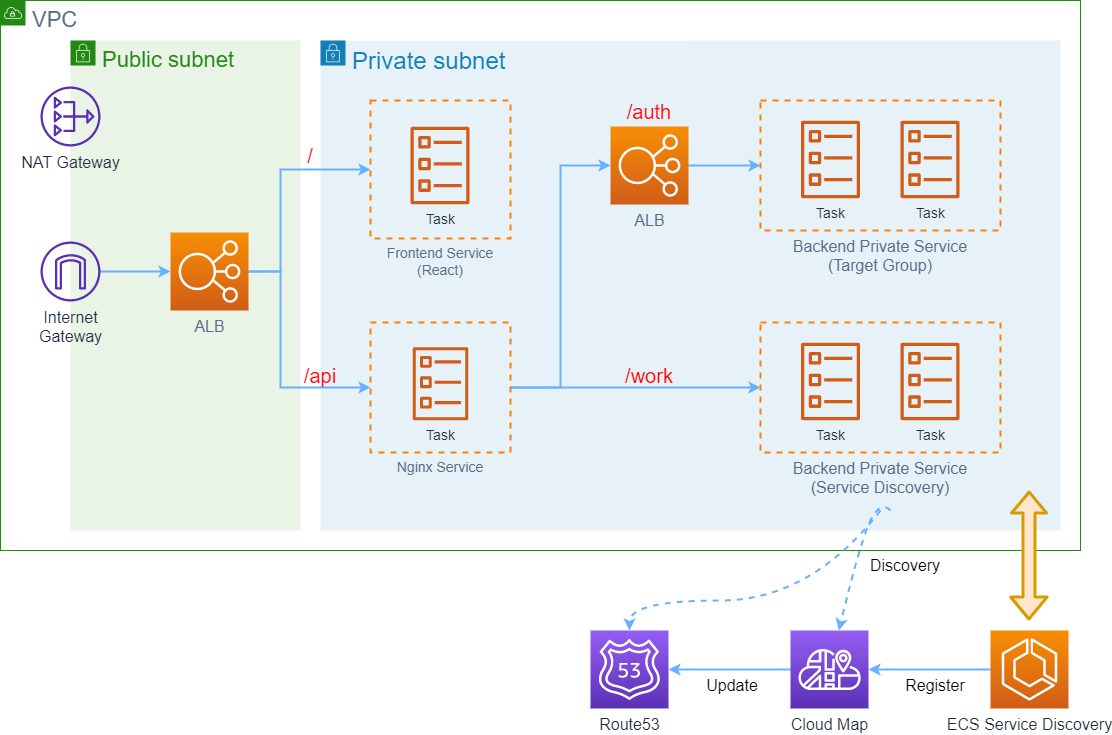 VPC
Public subnet
Private subnet
NAT Gateway
Internet
Gateway
ALB
/
/api
Task
Frontend Service
(React)
Task
Nginx Service
/auth
ALB
/work
Task
Task
Backend Private Service
(Target Group)
Task
Task
Backend Private Service
(Service Discovery)
Discovery
53
Route53
Update
Cloud Map
Register
ECS Service Discovery